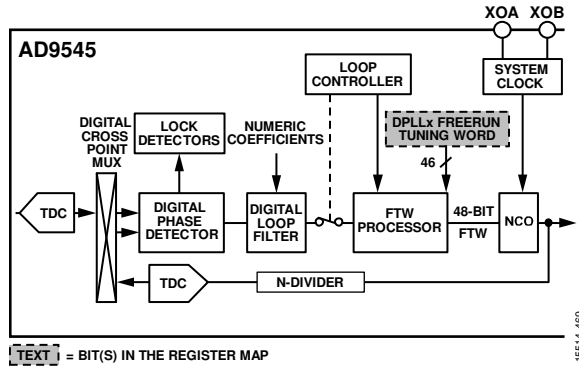 XOA XOB
AD9545
LOOP
CONTROLLER
SYSTEM
CLOCK
DIGITAL
CROSS
POINT
MUX
LOCK
DETECTORS
NUMERIC
COEFFICIENTS
DPLLx FREERUN
TUNING WORD
46
TDC
DIGITAL
PHASE
DETECTOR
DIGITAL
LOOP
FILTER
FTW
PROCESSOR
48-BIT
FTW
NCO
TDC
N-DIVIDER
TEXT = BIT(S) IN THE REGISTER MAP
15514-469